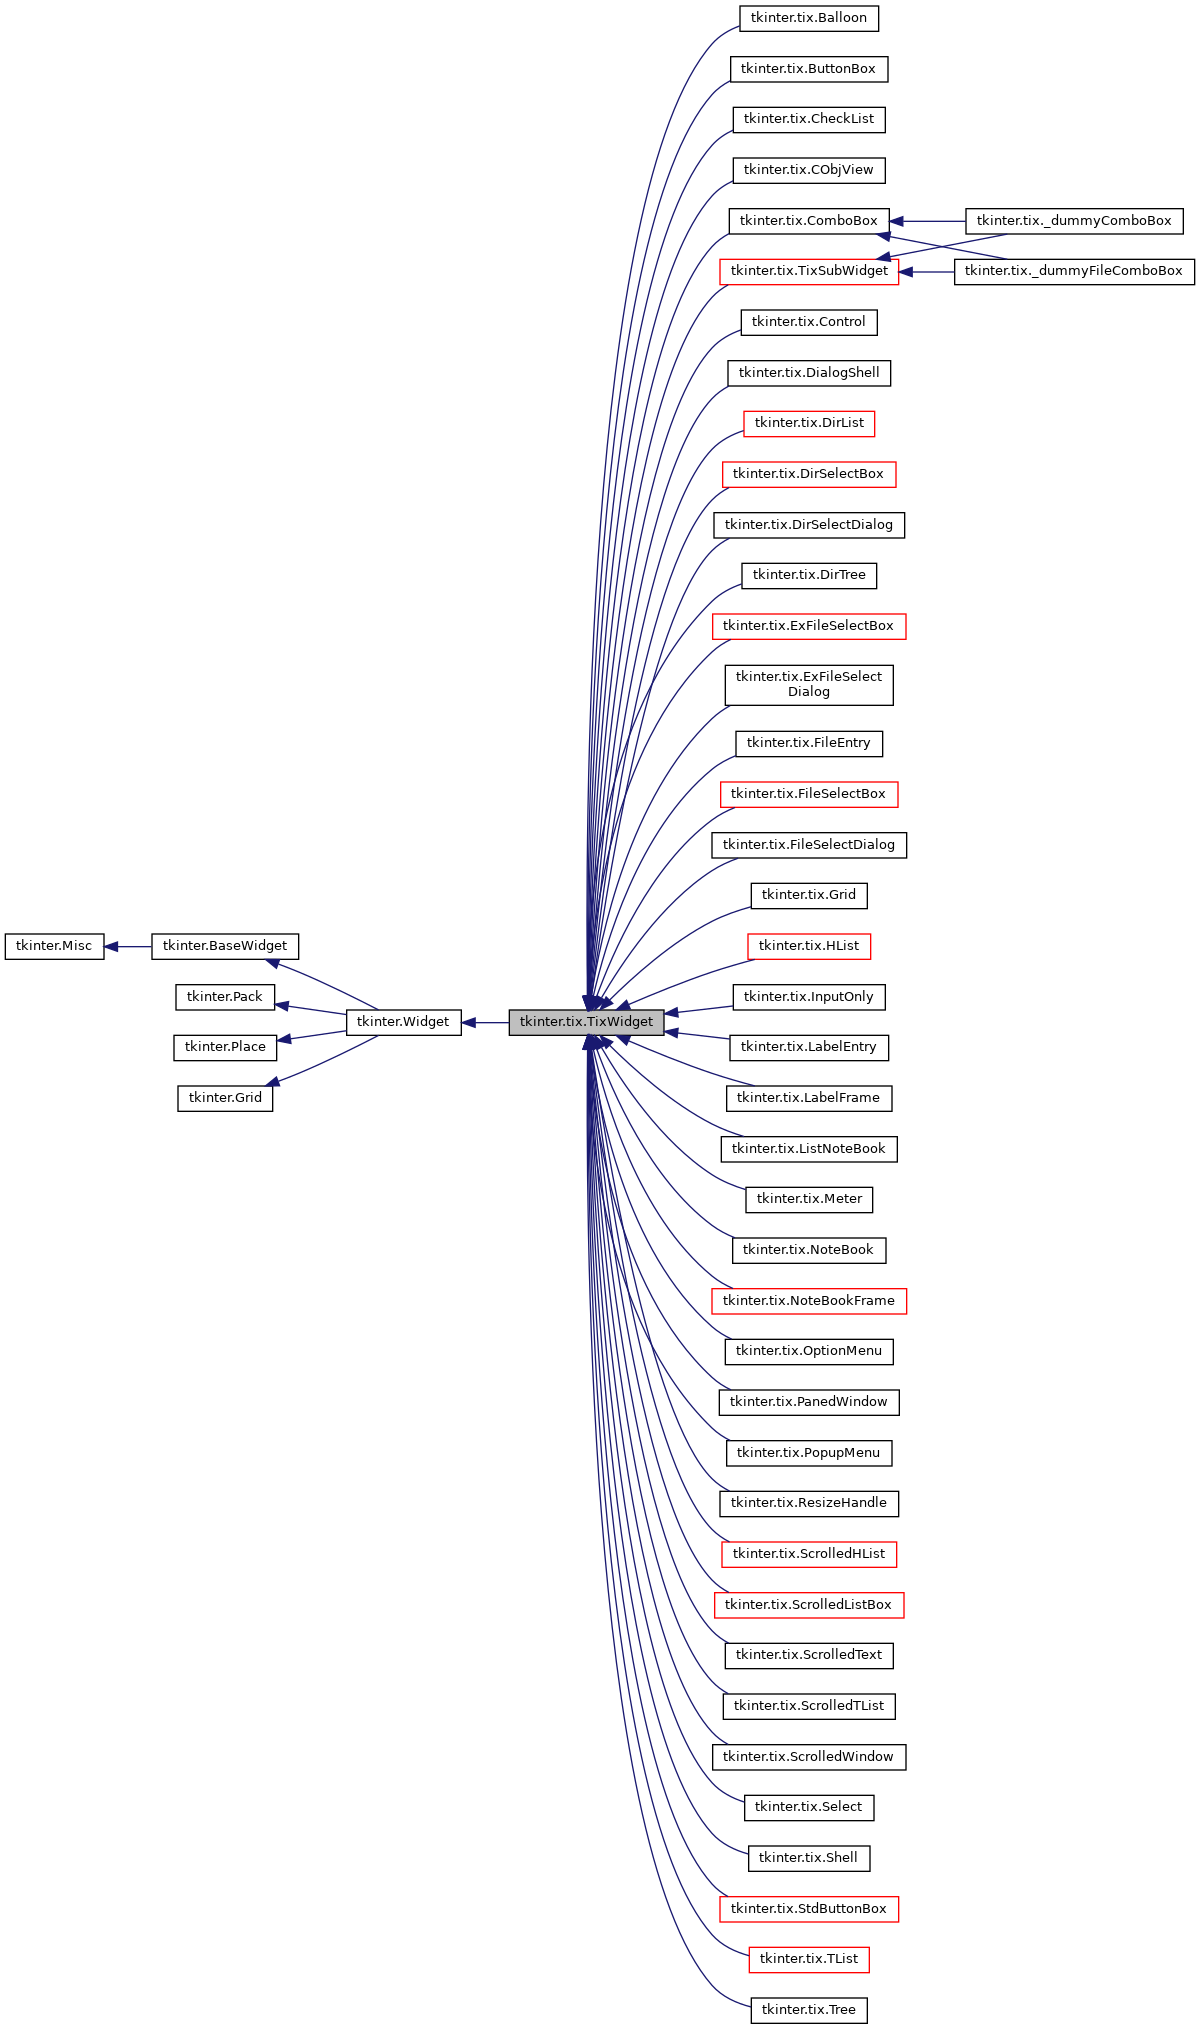 tkinter.tix.Balloon
tkinter.tix.ButtonBox
tkinter.tix.CheckList
tkinter.tix.CObjView
tkinter.tix.ComboBox
tkinter.tix._dummyComboBox
tkinter.tix.TixSubWidget
tkinter.tix._dummyFileComboBox
tkinter.tix.Control
tkinter.tix.DialogShell
tkinter.tix.DirList
tkinter.tix.DirSelectBox
tkinter.tix.DirSelectDialog
tkinter.tix.DirTree
tkinter.tix.ExFileSelectBox
tkinter.tix.ExFileSelect
Dialog
tkinter.tix.FileEntry
tkinter.tix.FileSelectBox
tkinter.tix.FileSelectDialog
tkinter.tix.Grid
tkinter.Misc
tkinter.BaseWidget
tkinter.tix.HList
tkinter.Pack
tkinter.tix.InputOnly
tkinter.Widget
tkinter.tix.TixWidget
tkinter.Place
tkinter.tix.LabelEntry
tkinter.Grid
tkinter.tix.LabelFrame
tkinter.tix.ListNoteBook
tkinter.tix.Meter
tkinter.tix.NoteBook
tkinter.tix.NoteBookFrame
tkinter.tix.OptionMenu
tkinter.tix.PanedWindow
tkinter.tix.PopupMenu
tkinter.tix.ResizeHandle
tkinter.tix.ScrolledHList
tkinter.tix.ScrolledListBox
tkinter.tix.ScrolledText
tkinter.tix.ScrolledTList
tkinter.tix.ScrolledWindow
tkinter.tix.Select
tkinter.tix.Shell
tkinter.tix.StdButtonBox
tkinter.tix.TList
tkinter.tix.Tree